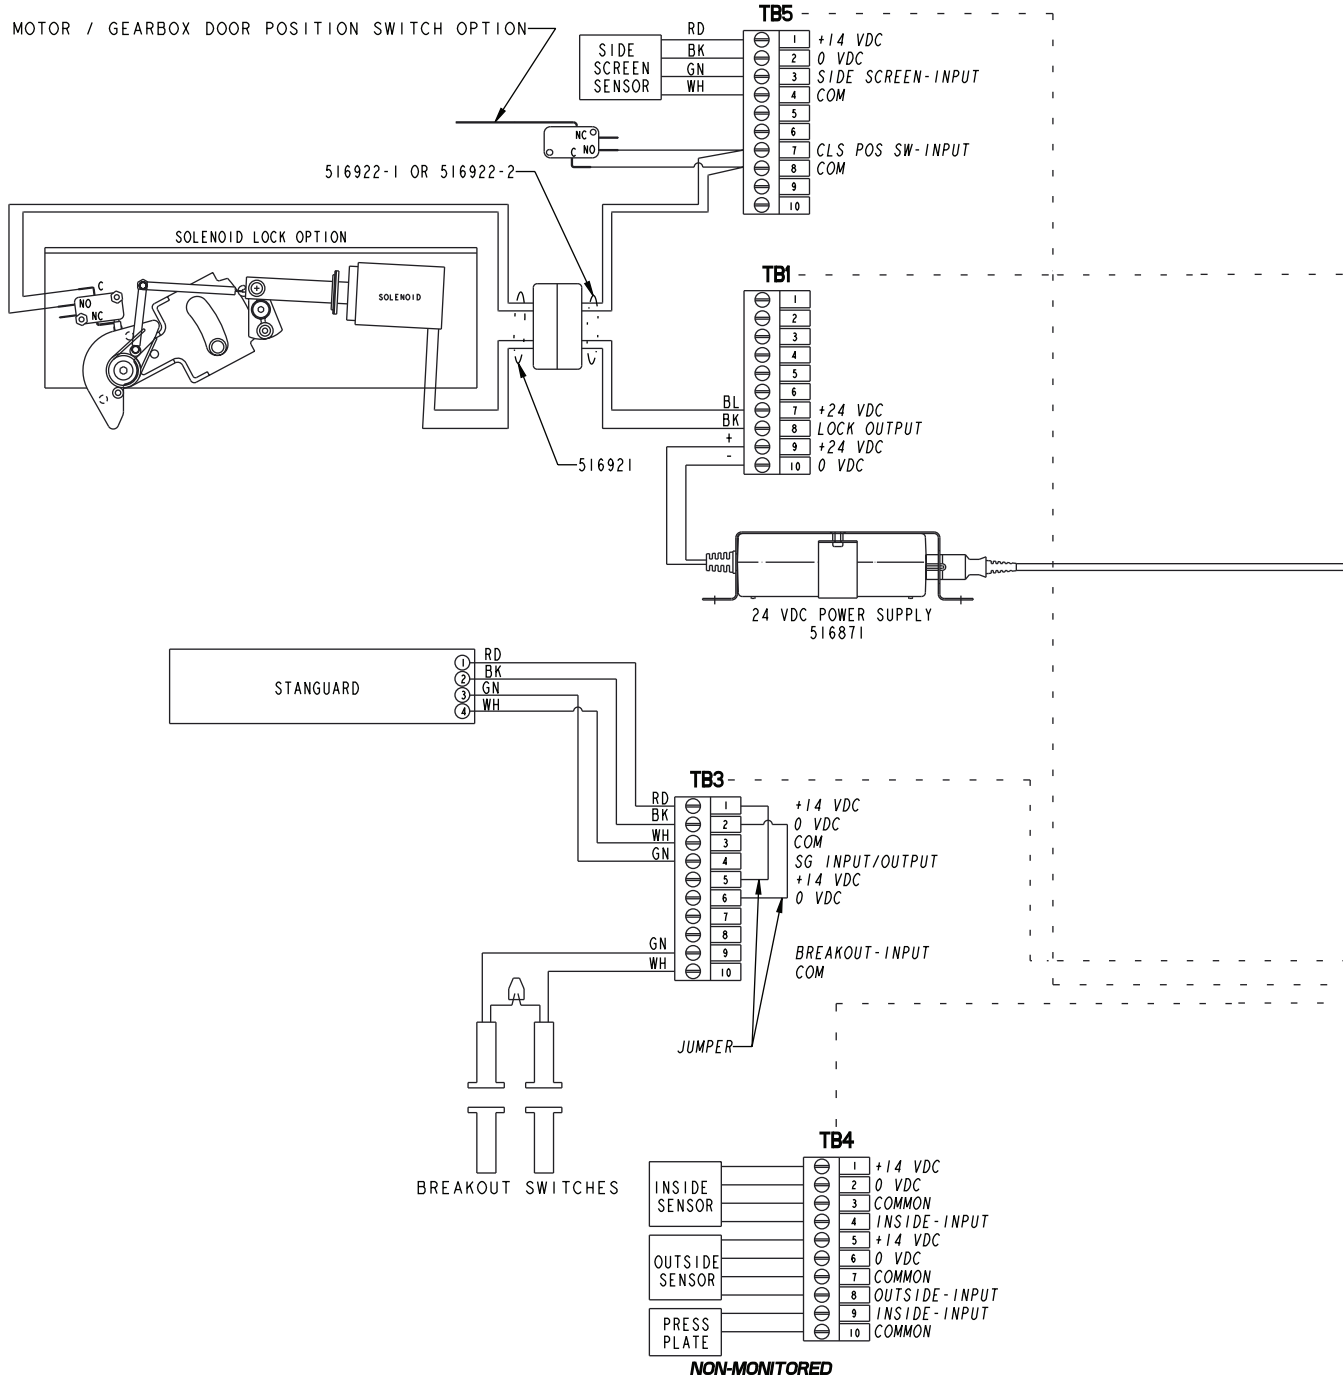 MOTOR / GEARBOX DOOR POSITION SWITCH OPTION
TB5
SIDE
SCREEN
SENSOR
RD
BK
GN
WH
1 +14 VDC
2 0 VDC
3 SIDE SCREEN-INPUT
4 COM
5
6
7 CLS POS SW-INPUT
8 COM
9
10
NC
C NO
516922-1 OR 516922-2
SOLENOID LOCK OPTION
C
NO
NC
SOLENOID
516921
TB1
1
2
3
4
5
6
BL 7 +24 VDC
BK 8 LOCK OUTPUT
+ 9 +24 VDC
- 10 0 VDC
24 VDC POWER SUPPLY
516871
STANGUARD
1 RD
2 BK
3 GN
4 WH
TB3
RD 1 +14 VDC
BK 2 0 VDC
WH 3 COM
GN 4 SG INPUT/OUTPUT
5 +14 VDC
6 0 VDC
7
8
GN 9 BREAKOUT-INPUT
WH 10 COM
JUMPER
BREAKOUT SWITCHES
TB4
INSIDE
SENSOR
OUTSIDE
SENSOR
PRESS
PLATE
1 +14 VDC
2 0 VDC
3 COMMON
4 INSIDE-INPUT
5 +14 VDC
6 0 VDC
7 COMMON
8 OUTSIDE-INPUT
9 INSIDE-INPUT
10 COMMON
NON-MONITORED